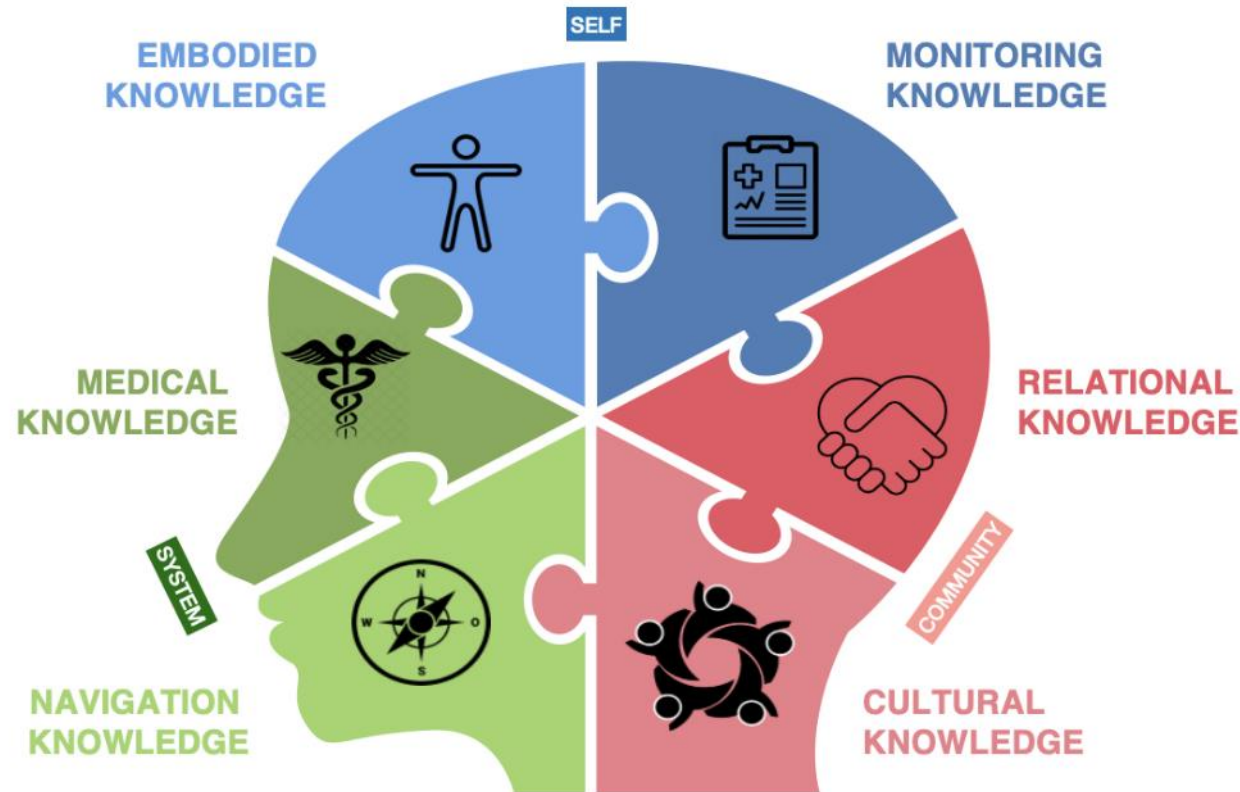 SELF
EMBODIED
KNOWLEDGE
MONITORING
KNOWLEDGE
MEDICAL
KNOWLEDGE
RELATIONAL
KNOWLEDGE
SYSTEM
COMMUNITY
N
W
O
S
NAVIGATION
KNOWLEDGE
CULTURAL
KNOWLEDGE